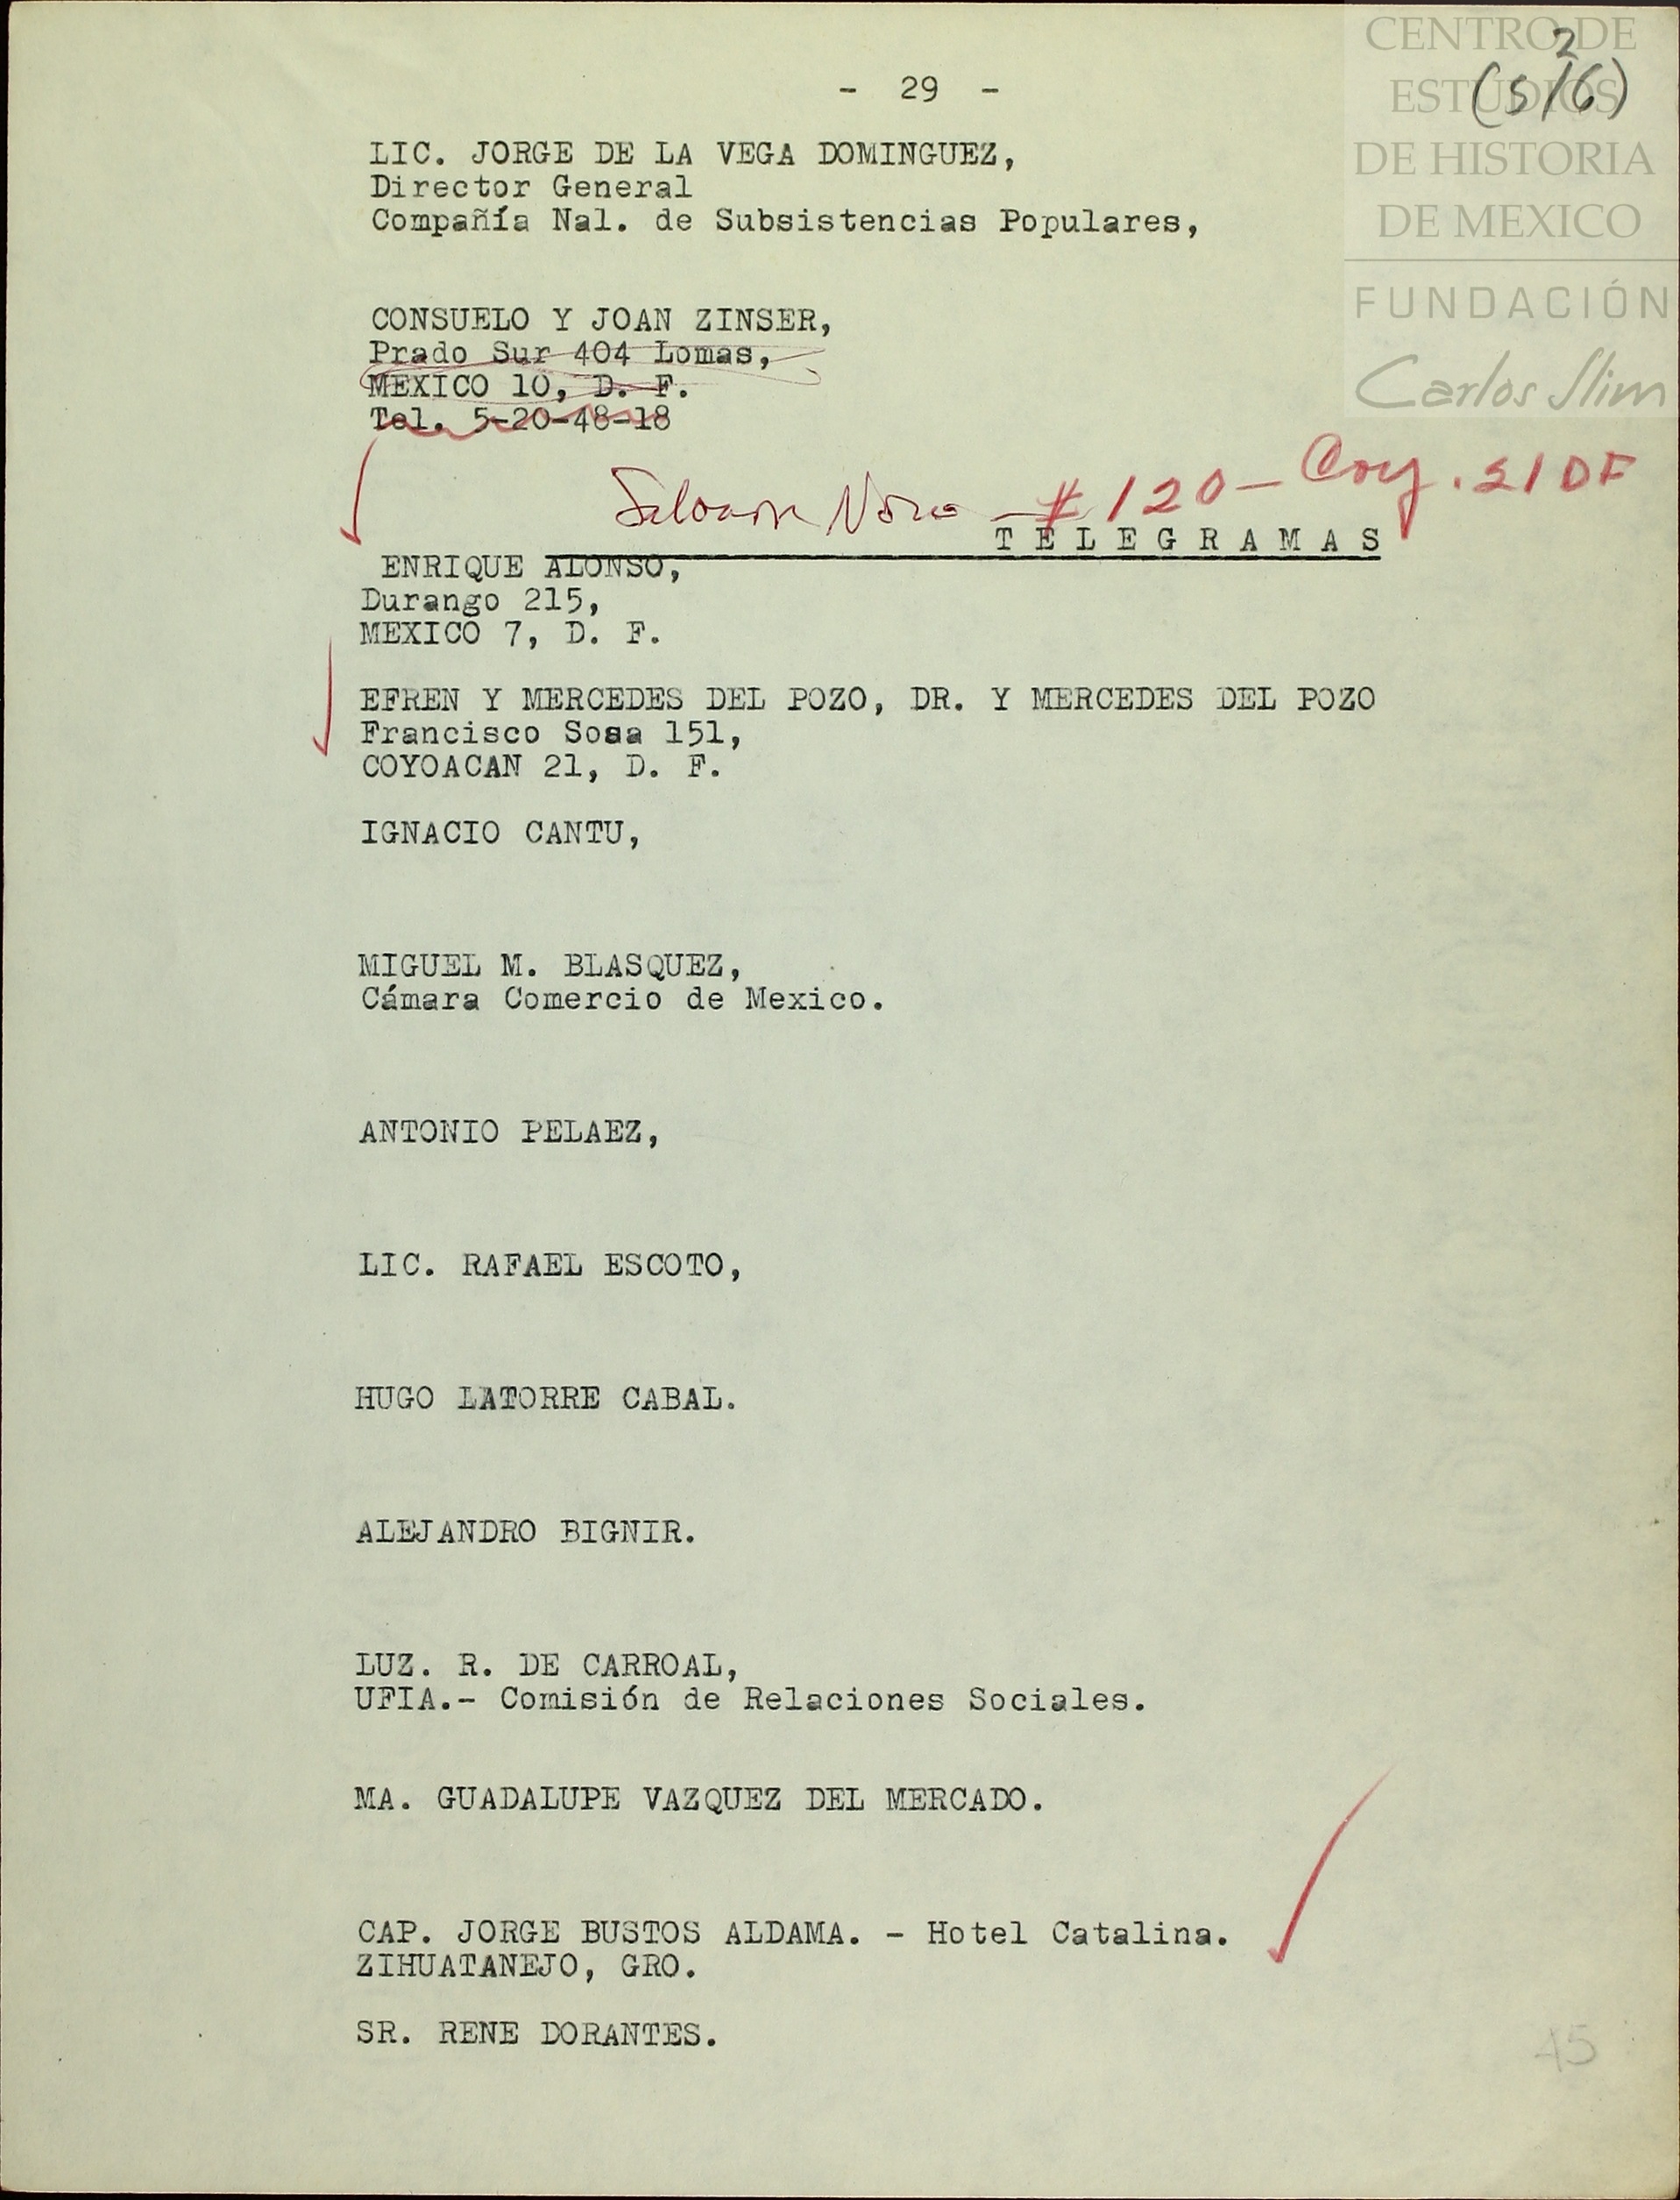 CENTRO DE
ESTUDIOS
DE HISTORIA
DE MEXICO
FUNDACIÓN
Carlos Slim
2
(5/6)
- 29 -
LIC. JORGE DE LA VEGA DOMINGUEZ,
Director General
Compañía Nal. de Subsistencias Populares,
CONSUELO Y JOAN ZINSER,
Prado Sur 404 Lomas,
MEXICO 10, D. F.
Tel. 5-20-48-18
Salvador Novo - # 120 - Coy. 21 DF
TELEGRAMAS
ENRIQUE ALONSO,
Durango 215,
MEXICO 7, D. F.
EFREN Y MERCEDES DEL POZO, DR. Y MERCEDES DEL POZO
Francisco Sosa 151,
COYOACAN 21, D. F.
IGNACIO CANTU,
MIGUEL M. BLASQUEZ,
Cámara Comercio de Mexico.
ANTONIO PELAEZ,
LIC. RAFAEL ESCOTO,
HUGO LATORRE CABAL.
ALEJANDRO BIGNIR.
LUZ. R. DE CARROAL,
UFIA.- Comisión de Relaciones Sociales.
MA. GUADALUPE VAZQUEZ DEL MERCADO.
CAP. JORGE BUSTOS ALDAMA. - Hotel Catalina.
ZIHUATANEJO, GRO.
SR. RENE DORANTES.
45